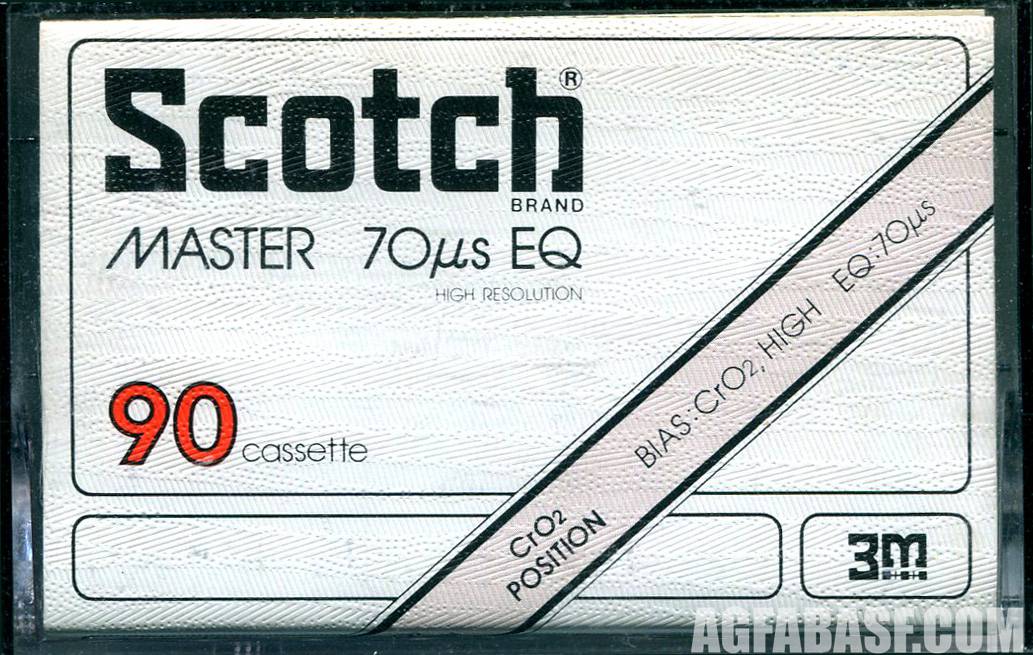 Scotch®
BRAND
MASTER 70µs EQ
HIGH RESOLUTION
90 cassette
BIAS: CrO2, HIGH EQ:70µs
CrO2
POSITION
3M
AGFABASF.COM